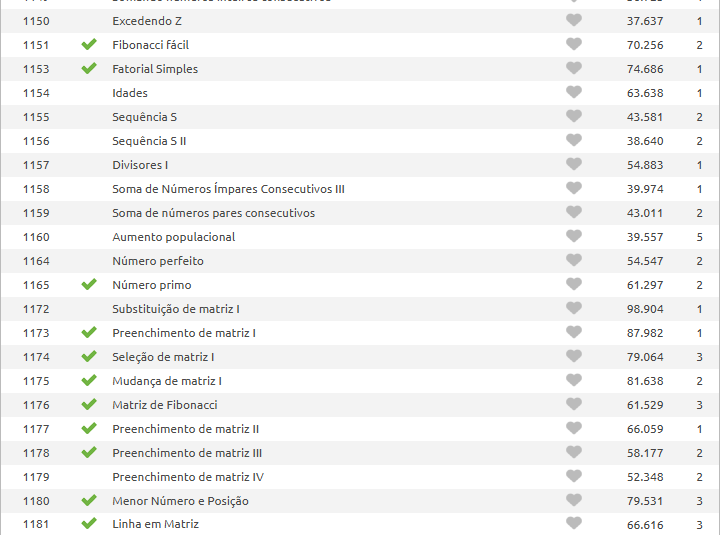 1150 Excedendo Z 37.637 1
1151 Fibonacci fácil 70.256 2
1153 Fatorial Simples 74.686 1
1154 Idades 63.638 1
1155 Sequência S 43.581 2
1156 Sequência S II 38.640 2
1157 Divisores I 54.883 1
1158 Soma de Números Ímpares Consecutivos III 39.974 1
1159 Soma de números pares consecutivos 43.011 2
1160 Aumento populacional 39.557 5
1164 Número perfeito 54.547 2
1165 Número primo 61.297 2
1172 Substituição de matriz I 98.904 1
1173 Preenchimento de matriz I 87.982 1
1174 Seleção de matriz I 79.064 3
1175 Mudança de matriz I 81.638 2
1176 Matriz de Fibonacci 61.529 3
1177 Preenchimento de matriz II 66.059 1
1178 Preenchimento de matriz III 58.177 2
1179 Preenchimento de matriz IV 52.348 2
1180 Menor Número e Posição 79.531 3
1181 Linha em Matriz 66.616 3